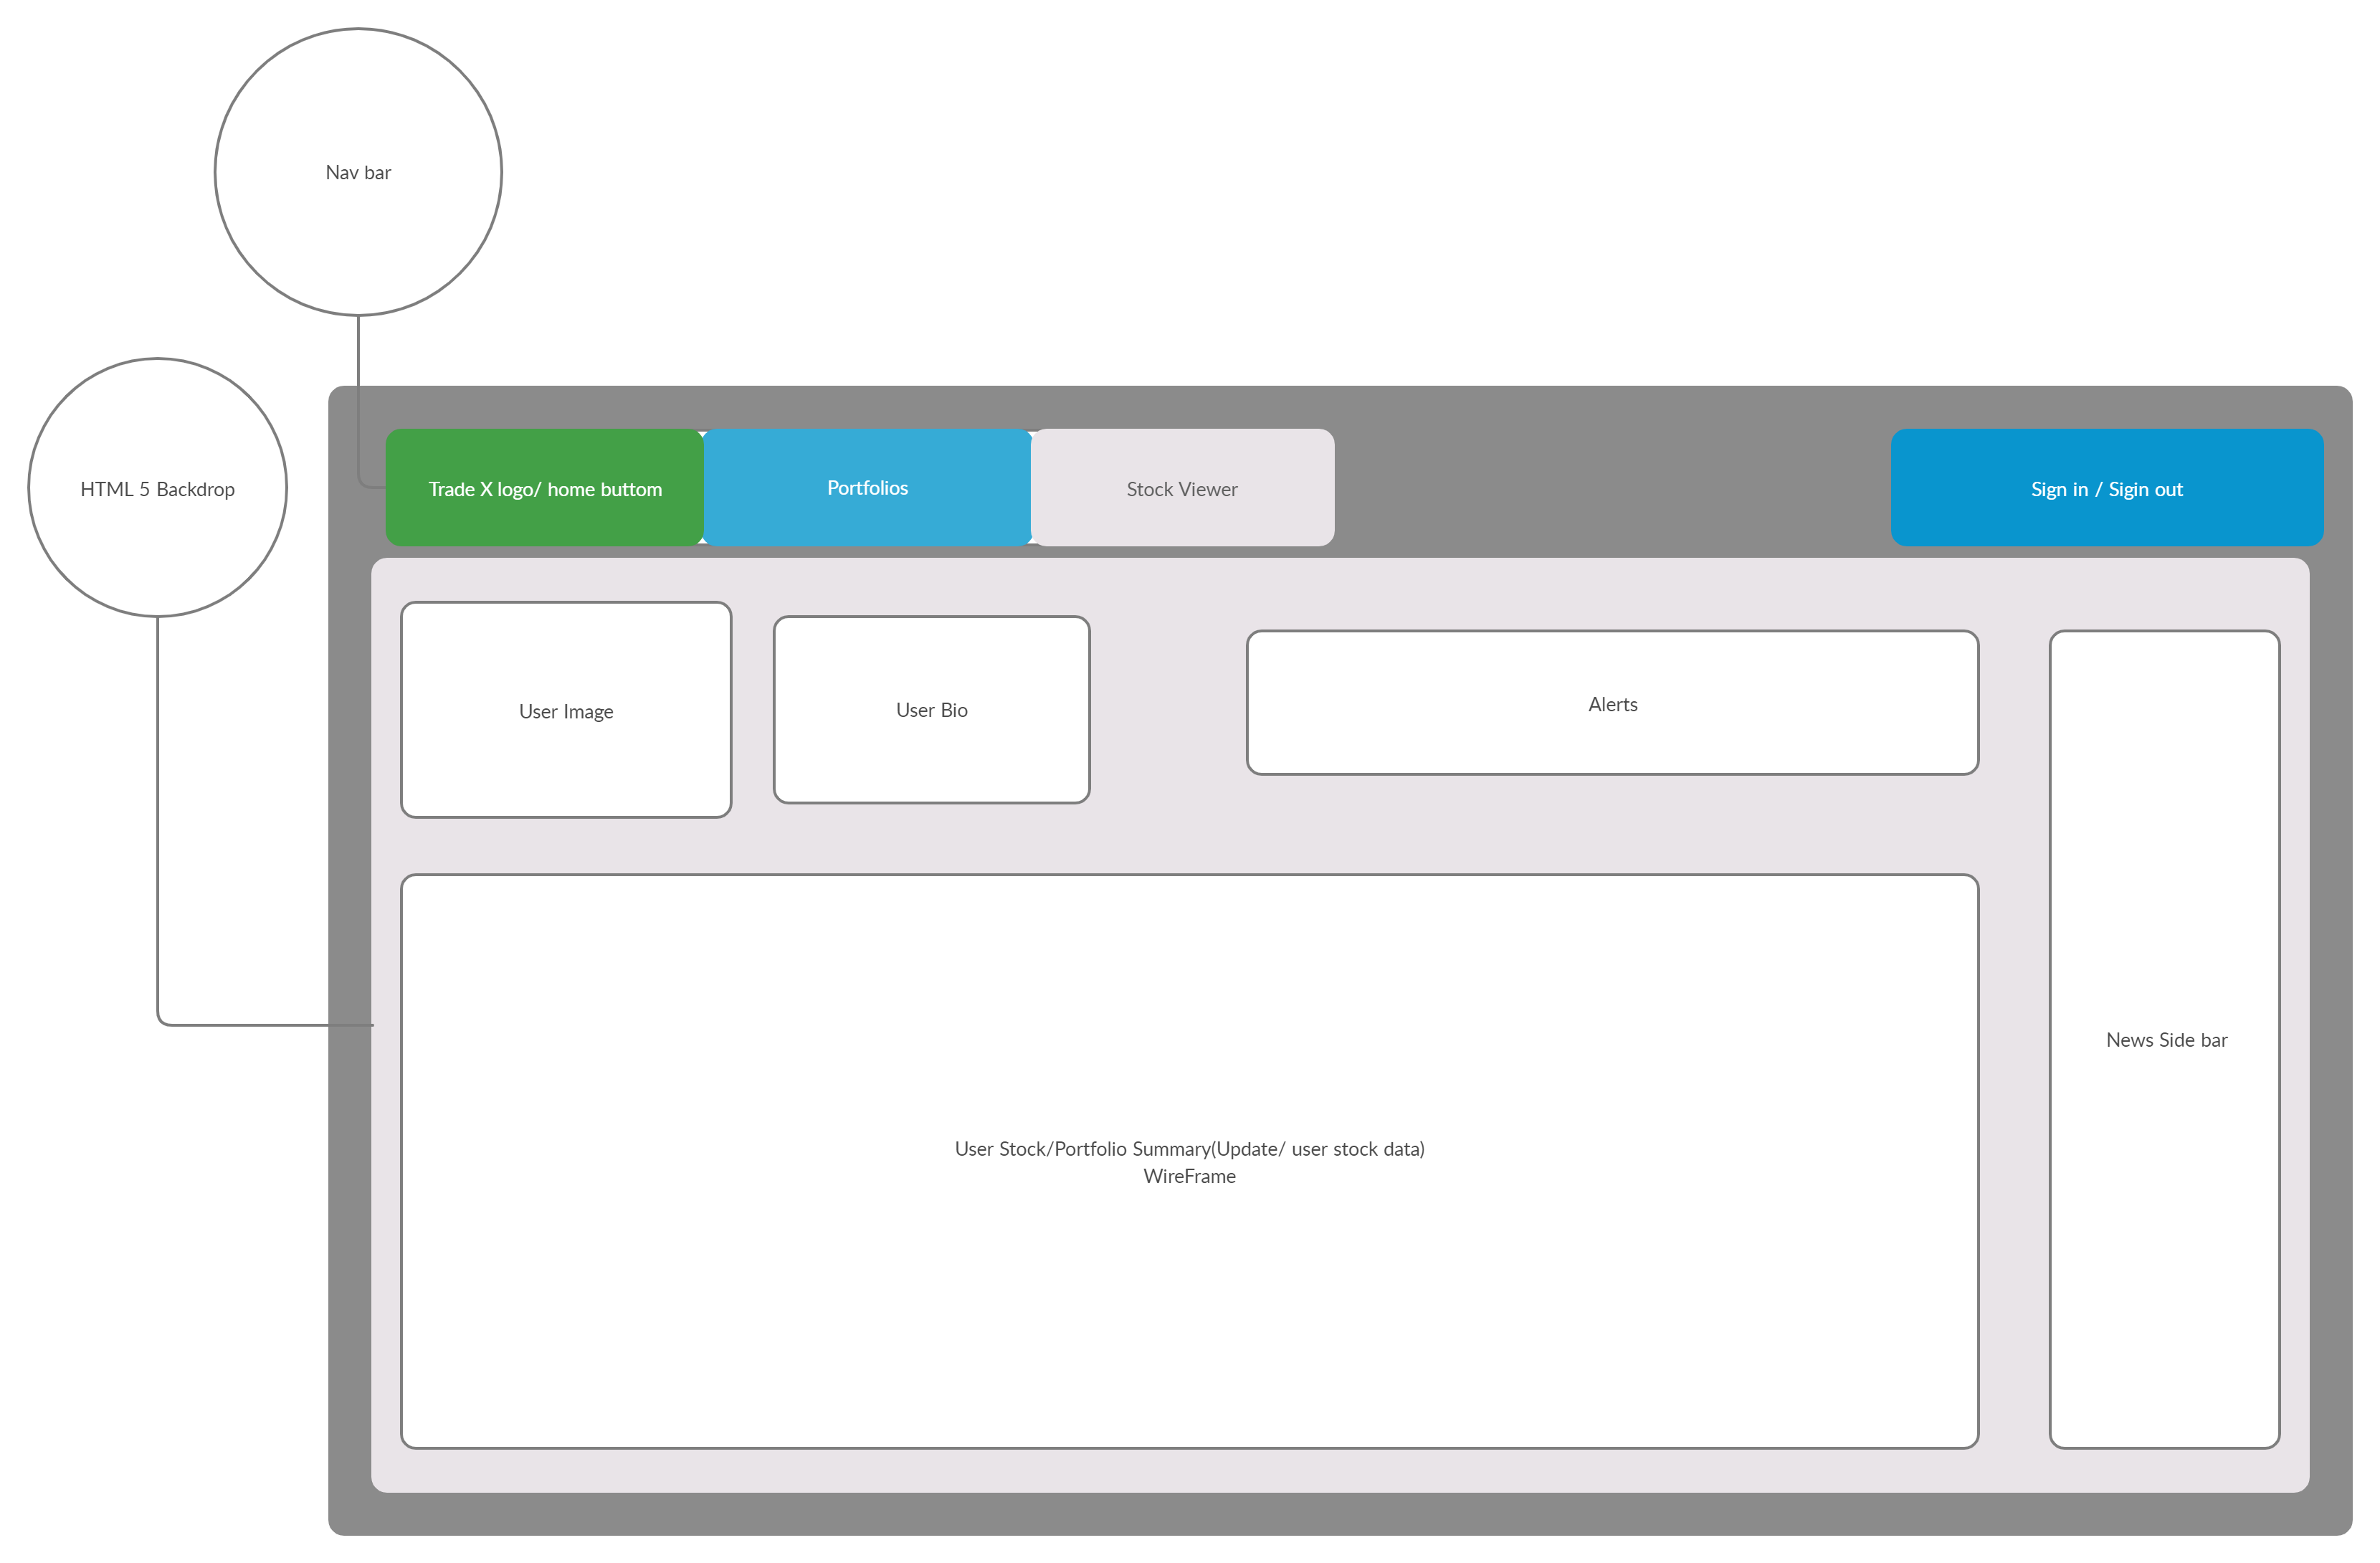 Nav bar
HTML 5 Backdrop
Trade X logo/ home buttom
Portfolios
Stock Viewer
Sign in / Sigin out
User Image
User Bio
Alerts
News Side bar
User Stock/Portfolio Summary(Update/ user stock data)
WireFrame